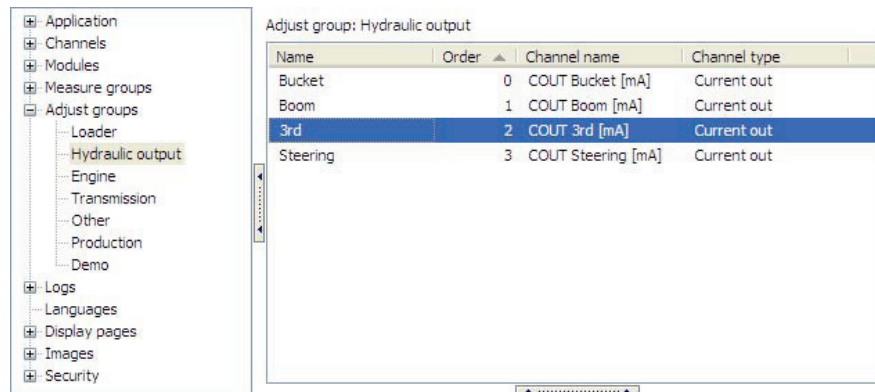 Application
Channels
Modules
Measure groups
Adjust groups
Loader
Hydraulic output
Engine
Transmission
Other
Production
Demo
Logs
Languages
Display pages
Images
Security
Adjust group: Hydraulic output
Name Order Channel name Channel type
Bucket 0 COUT Bucket [mA] Current out
Boom 1 COUT Boom [mA] Current out
3rd 2 COUT 3rd [mA] Current out
Steering 3 COUT Steering [mA] Current out